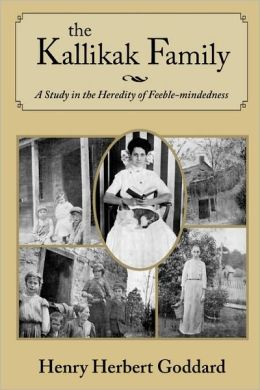 the
Kallikak Family
A Study in the Heredity of Feeble-mindedness
Henry Herbert Goddard